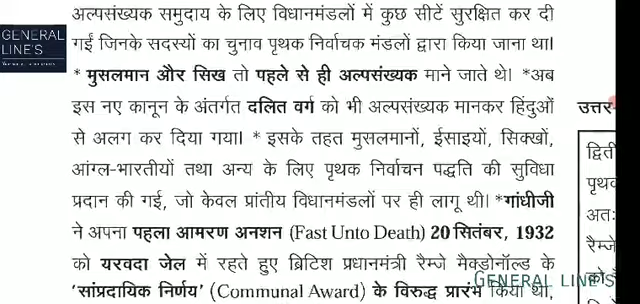 अल्पसंख्यक समुदाय के लिए विधानमंडलों में कुछ सीटें सुरक्षित कर दी
गईं जिनके सदस्यों का चुनाव पृथक निर्वाचक मंडलों द्वारा किया जाना था।
* मुसलमान और सिख तो पहले से ही अल्पसंख्यक माने जाते थे। *अब
इस नए कानून के अंतर्गत दलित वर्ग को भी अल्पसंख्यक मानकर हिंदुओं
से अलग कर दिया गया। * इसके तहत मुसलमानों, ईसाइयों, सिक्खों,
आंग्ल-भारतीयों तथा अन्य के लिए पृथक निर्वाचन पद्धति की सुविधा
प्रदान की गई, जो केवल प्रांतीय विधानमंडलों पर ही लागू थी। *गांधीजी
ने अपना पहला आमरण अनशन (Fast Unto Death) 20 सितंबर, 1932
को यरवदा जेल में रहते हुए ब्रिटिश प्रधानमंत्री रैम्जे मैक्डोनॉल्ड के
'सांप्रदायिक निर्णय' (Communal Award) के विरुद्ध प्रारंभ किया था।
GENERAL
LINE'S
उत्तर-
द्विती
पृथक
अतः
रैम्जे
को
GENERAL LINE'S